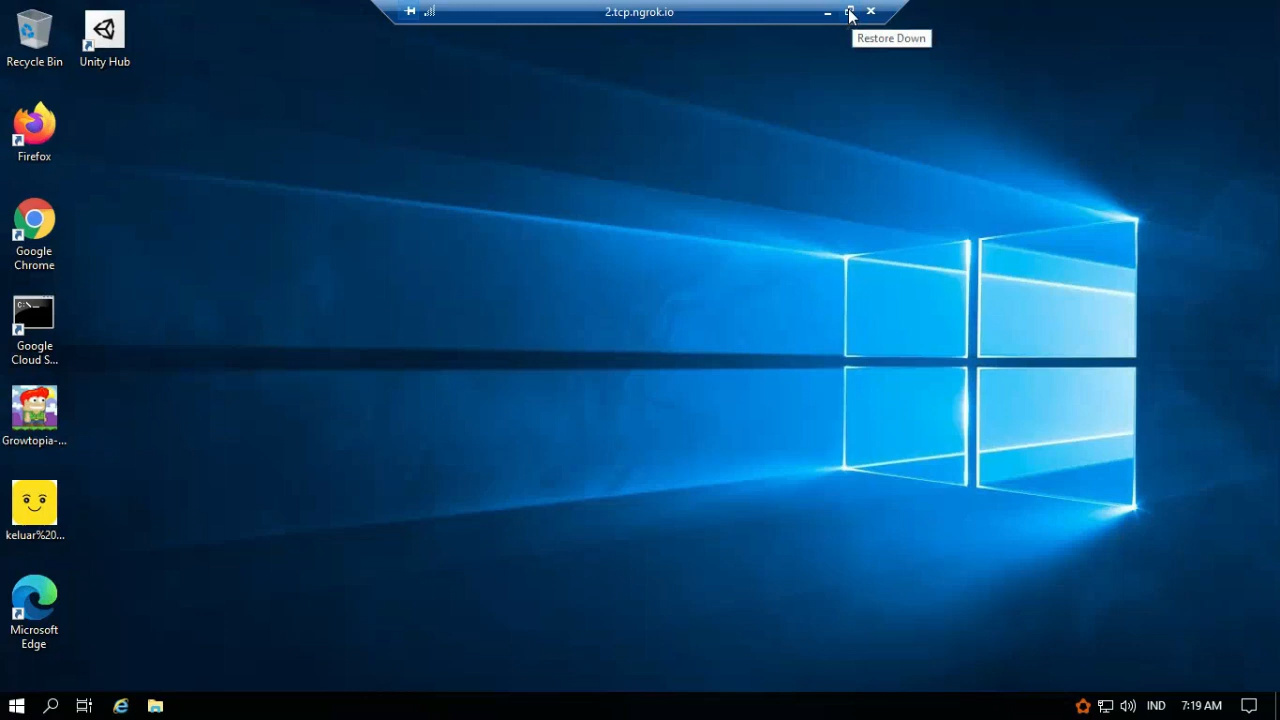 2.tcp.ngrok.io
Restore Down
Recycle Bin
Unity Hub
Firefox
Google
Chrome
C:\_
Google
Cloud S...
Growtopia-...
keluar%20...
Microsoft
Edge
IND
7:19 AM